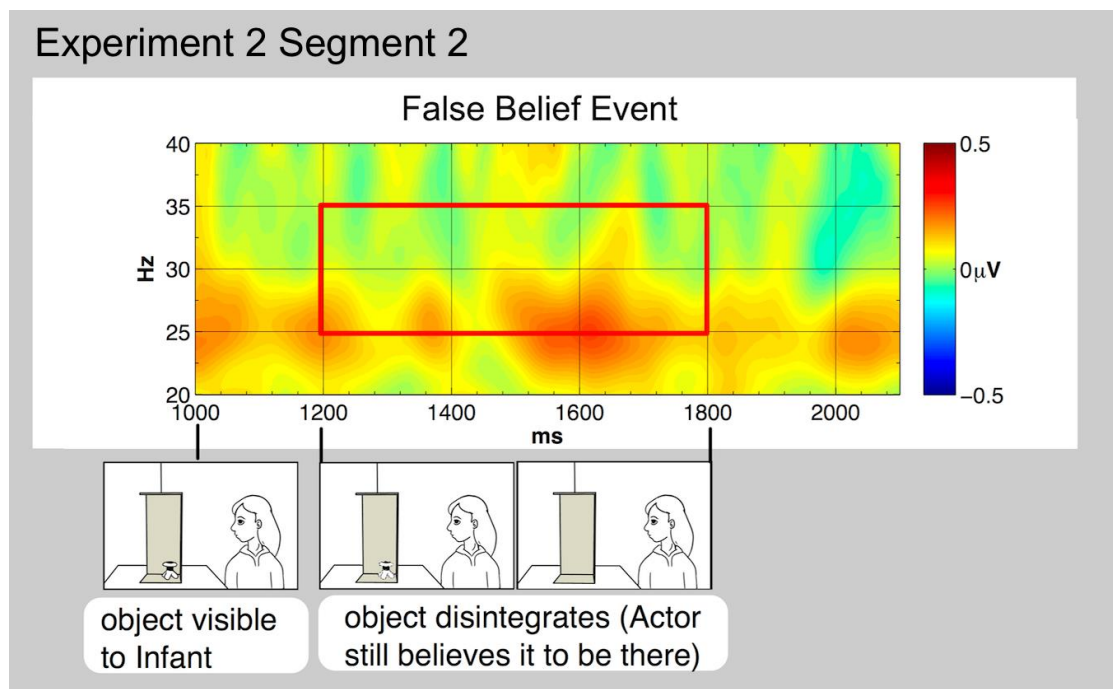 Experiment 2 Segment 2
False Belief Event
40
35
30
25
20
Hz
1000
1200
1400
1600
1800
2000
ms
0.5
0μV
−0.5
object visible
to Infant
object disintegrates (Actor
still believes it to be there)